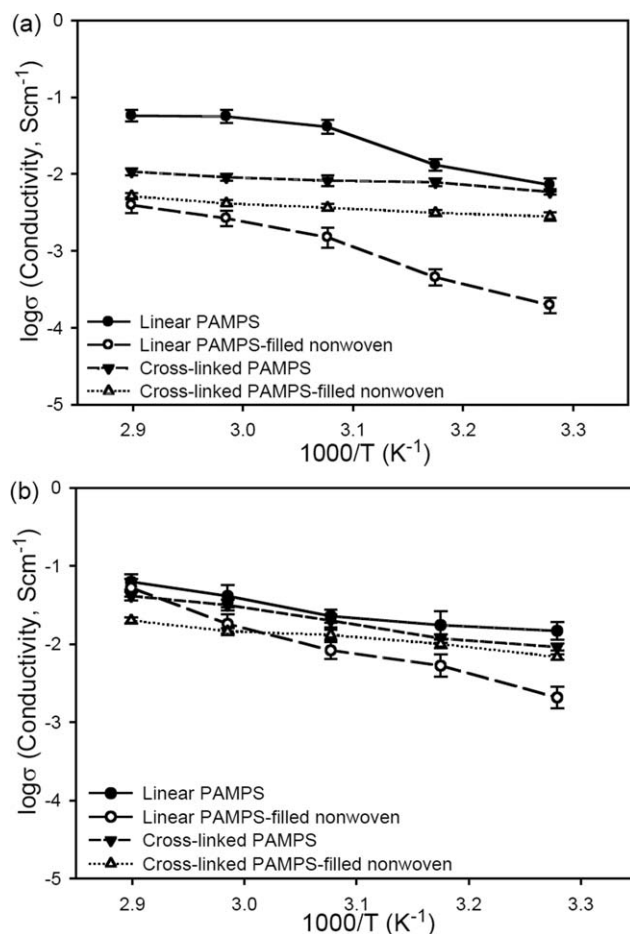 (a)
0
-1
-2
-3
-4
-5
logσ (Conductivity, Scm⁻¹)
Linear PAMPS
Linear PAMPS-filled nonwoven
Cross-linked PAMPS
Cross-linked PAMPS-filled nonwoven
2.9 3.0 3.1 3.2 3.3
1000/T (K⁻¹)
(b)
0
-1
-2
-3
-4
-5
logσ (Conductivity, Scm⁻¹)
Linear PAMPS
Linear PAMPS-filled nonwoven
Cross-linked PAMPS
Cross-linked PAMPS-filled nonwoven
2.9 3.0 3.1 3.2 3.3
1000/T (K⁻¹)